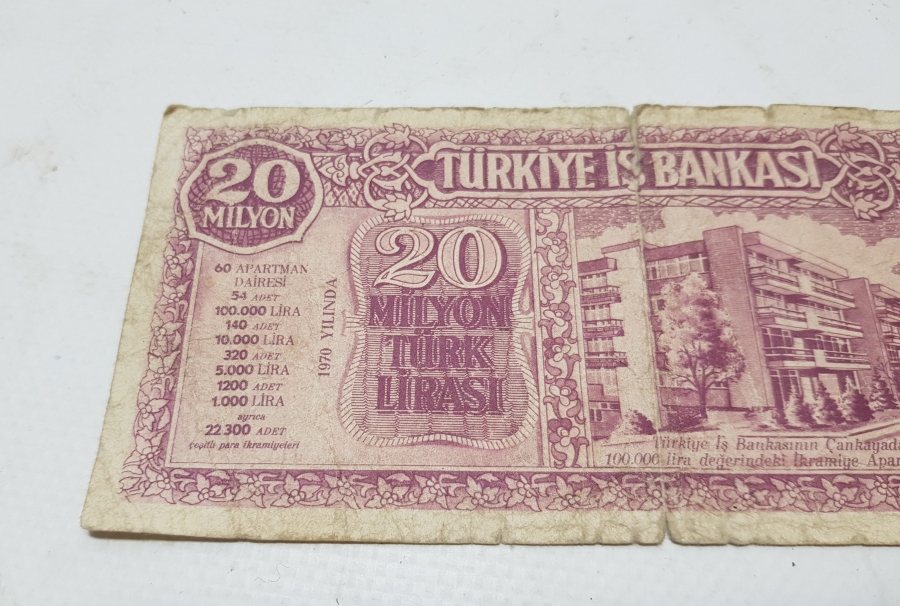 20
MİLYON
TÜRKİYE İŞ BANKASI
60 APARTMAN
DAİRESİ
54 ADET
100.000 LİRA
140 ADET
10.000 LİRA
320 ADET
5.000 LİRA
1200 ADET
1.000 LİRA
ayrıca
22.300 ADET
çeşitli para ikramiyeleri
1970 YILINDA
20
MİLYON
TÜRK
LİRASI
Türkiye İş Bankasının Çankayada
100.000 lira değerindeki İkramiye Apar